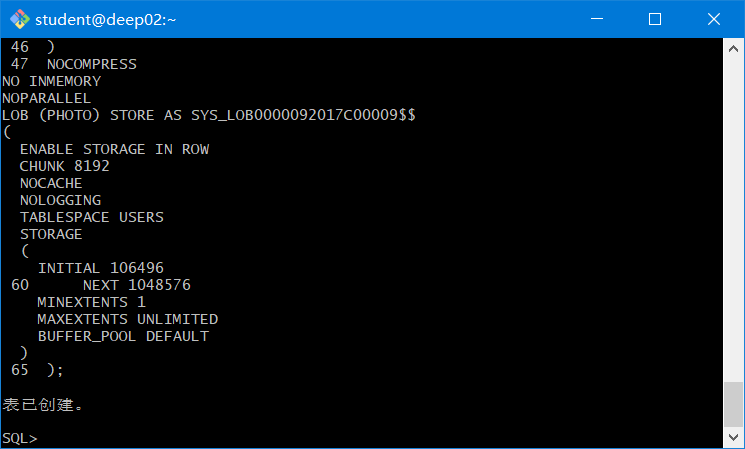 student@deep02:~
46 )
47 NOCOMPRESS
NO INMEMORY
NOPARALLEL
LOB (PHOTO) STORE AS SYS_LOB0000092017C00009$$
(
ENABLE STORAGE IN ROW
CHUNK 8192
NOCACHE
NOLOGGING
TABLESPACE USERS
STORAGE
(
INITIAL 106496
60 NEXT 1048576
MINEXTENTS 1
MAXEXTENTS UNLIMITED
BUFFER_POOL DEFAULT
)
65 );
表已创建。
SQL>